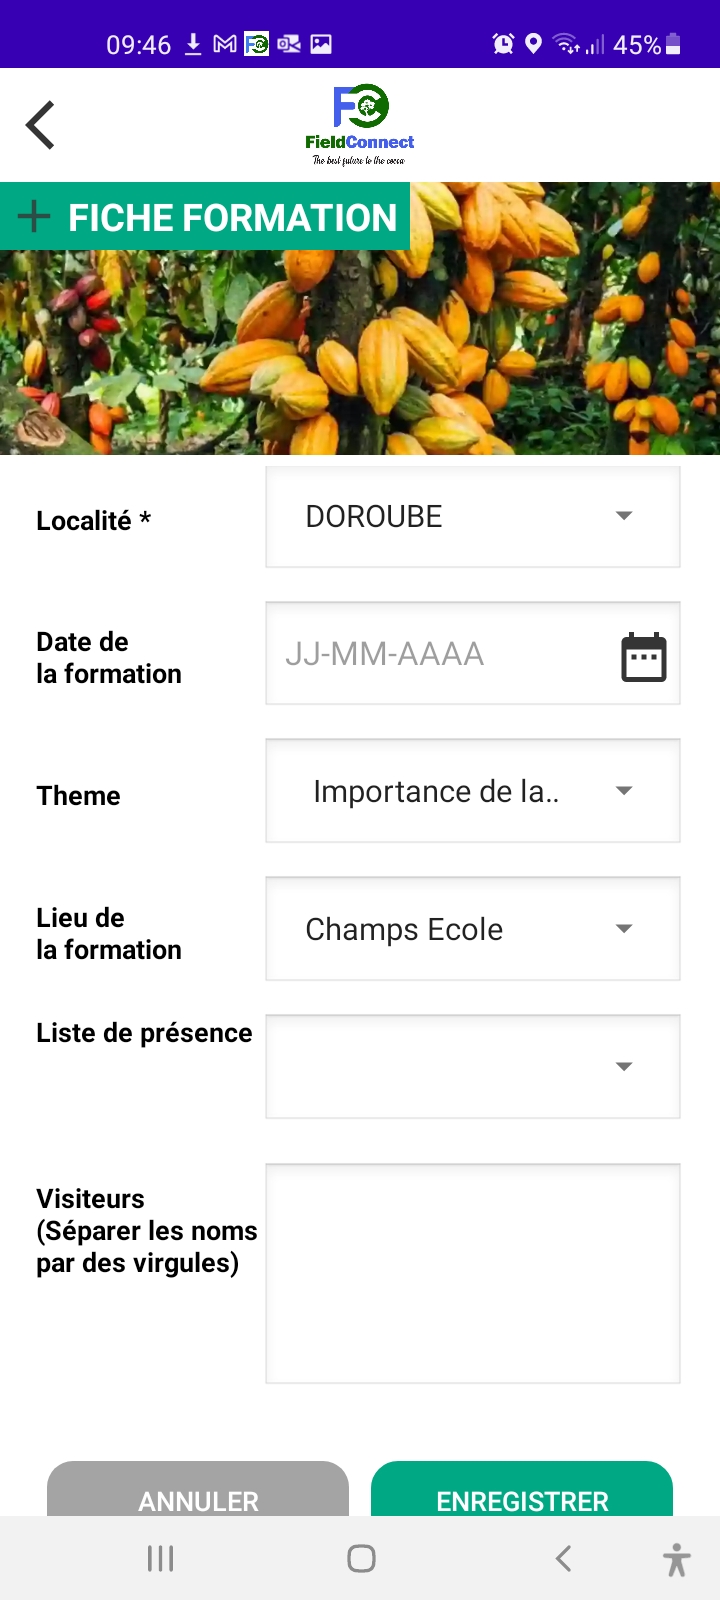 09:46
45%
FC
FieldConnect
The best future to the cocoa
FICHE FORMATION
Localité *
DOROUBE
Date de
la formation
JJ-MM-AAAA
Theme
Importance de la..
Lieu de
la formation
Champs Ecole
Liste de présence
Visiteurs
(Séparer les noms
par des virgules)
ANNULER
ENREGISTRER